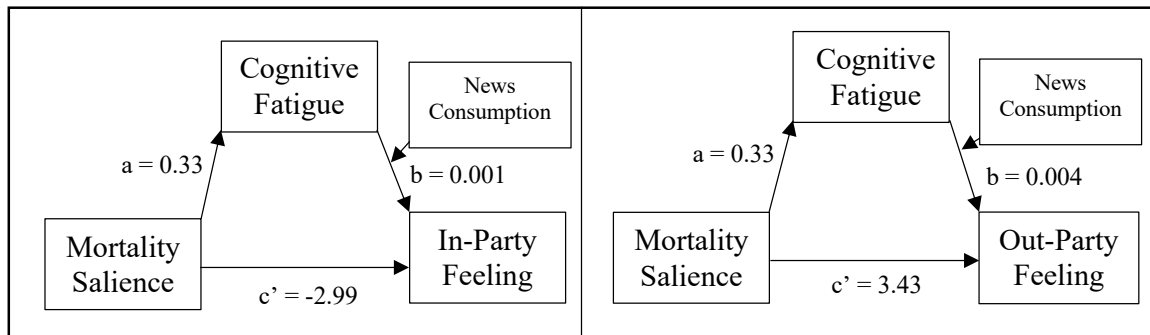 Cognitive
Fatigue
News
Consumption
a = 0.33
b = 0.001
Mortality
Salience
In-Party
Feeling
c’ = -2.99
Cognitive
Fatigue
News
Consumption
a = 0.33
b = 0.004
Mortality
Salience
Out-Party
Feeling
c’ = 3.43